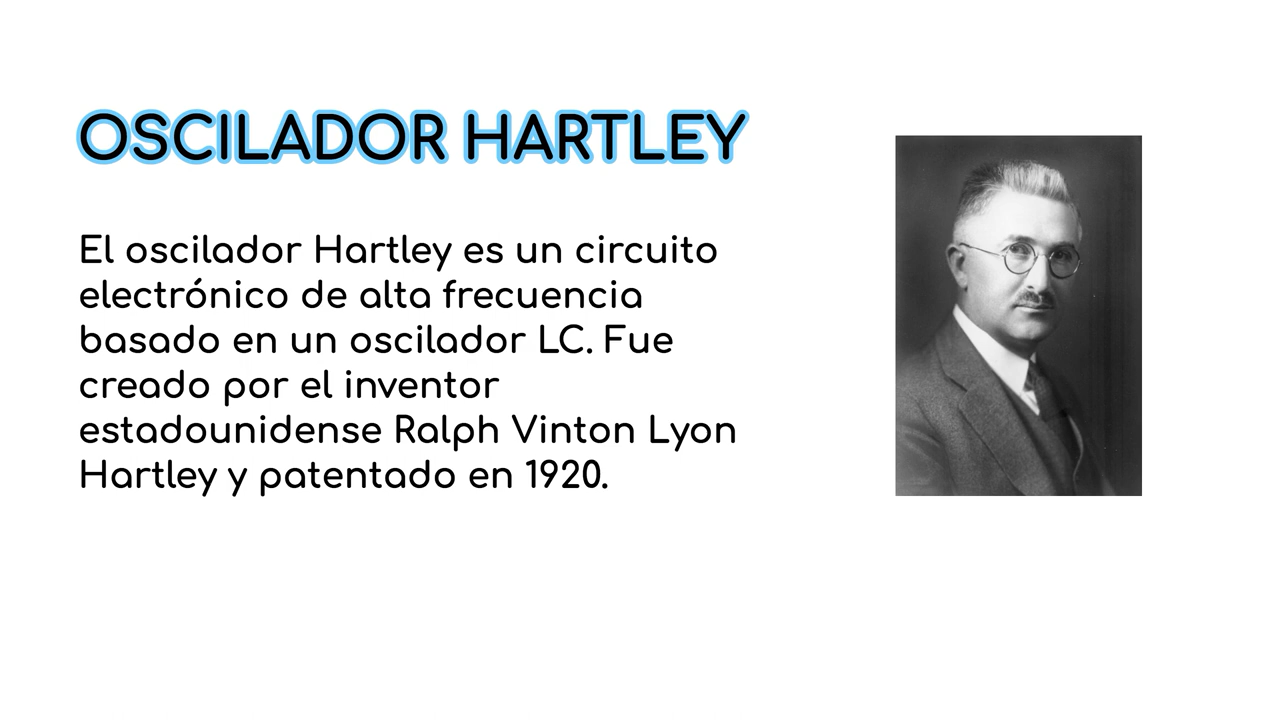 OSCILADOR HARTLEY
El oscilador Hartley es un circuito
electrónico de alta frecuencia
basado en un oscilador LC. Fue
creado por el inventor
estadounidense Ralph Vinton Lyon
Hartley y patentado en 1920.